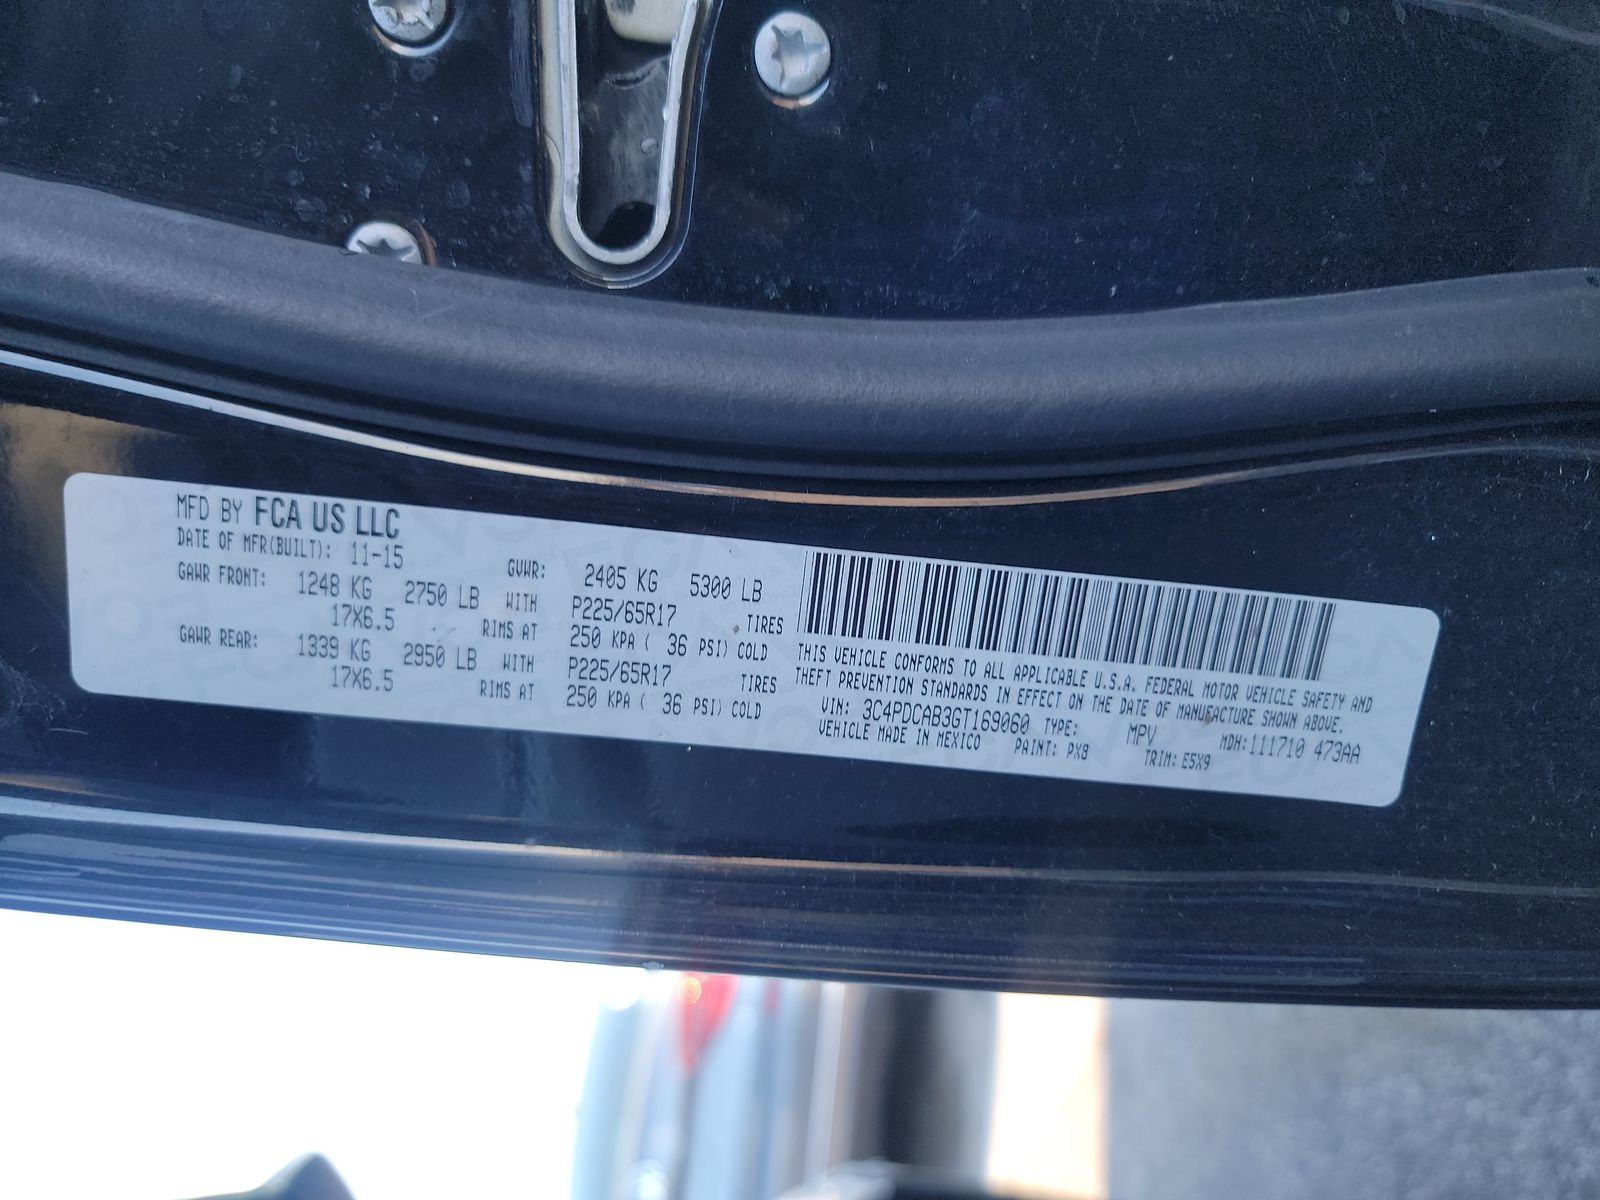 MFD BY FCA US LLC
DATE OF MFR(BUILT): 11-15 GVWR: 2405 KG 5300 LB
GAWR FRONT: 1248 KG 2750 LB WITH P225/65R17 TIRES
17X6.5 RIMS AT 250 KPA ( 36 PSI) COLD
GAWR REAR: 1339 KG 2950 LB WITH P225/65R17 TIRES
17X6.5 RIMS AT 250 KPA ( 36 PSI) COLD
THIS VEHICLE CONFORMS TO ALL APPLICABLE U.S.A. FEDERAL MOTOR VEHICLE SAFETY AND
THEFT PREVENTION STANDARDS IN EFFECT ON THE DATE OF MANUFACTURE SHOWN ABOVE.
VIN: 3C4PDCAB3GT169060 TYPE: MPV MDH:111710 473AA
VEHICLE MADE IN MEXICO PAINT: PX8 TRIM: E5X9